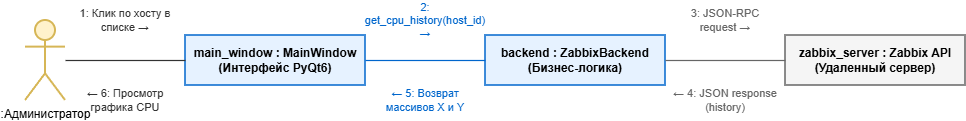 1: Клик по хосту в
списке →
2:
get_cpu_history(host_id)
→
3: JSON-RPC
request →
main_window : MainWindow
(Интерфейс PyQt6)
backend : ZabbixBackend
(Бизнес-логика)
zabbix_server : Zabbix API
(Удаленный сервер)
← 6: Просмотр
графика CPU
← 5: Возврат
массивов X и Y
← 4: JSON response
(history)
:Администратор